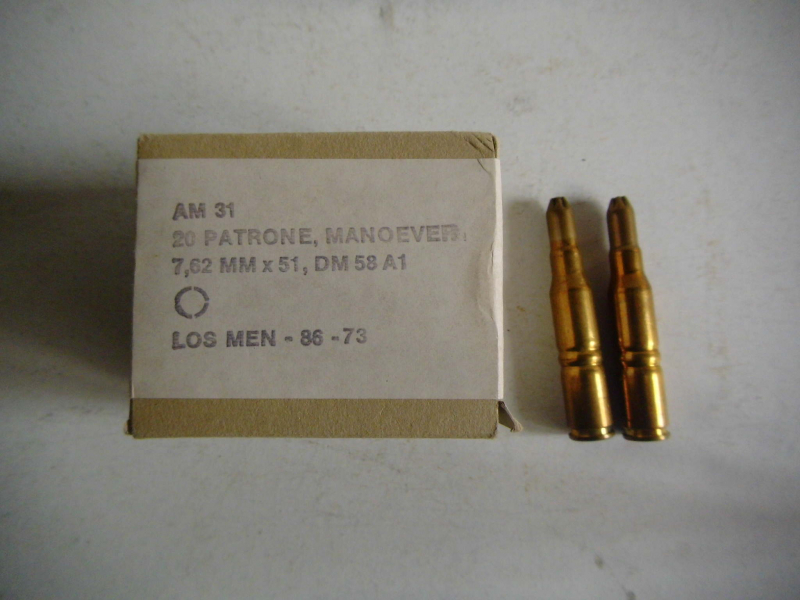 AM 31
20 PATRONE, MANOEVER,
7,62 MM x 51, DM 58 A1
LOS MEN - 86 - 73